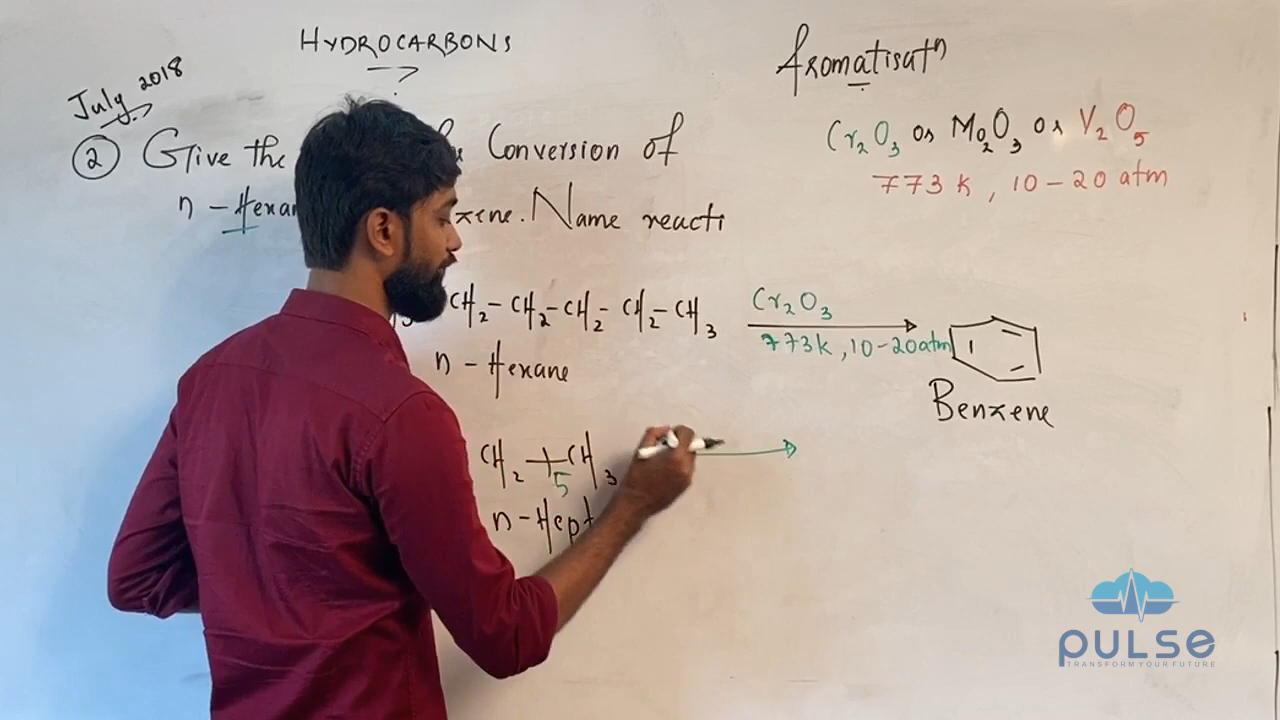 HYDROCARBONS
July 2018
② Give the Conversion of
n - Hexan zene. Name reacti
CH2 - CH2 - CH2 - CH2 - CH3
n - Hexane
CH2 + CH3
5
n - Hept
Aromatisatn
Cr2O3 or Mo2O3 or V2O5
773 K, 10 - 20 atm
Cr2O3
773K, 10-20atm
Benzene
PULSE
TRANSFORM YOUR FUTURE